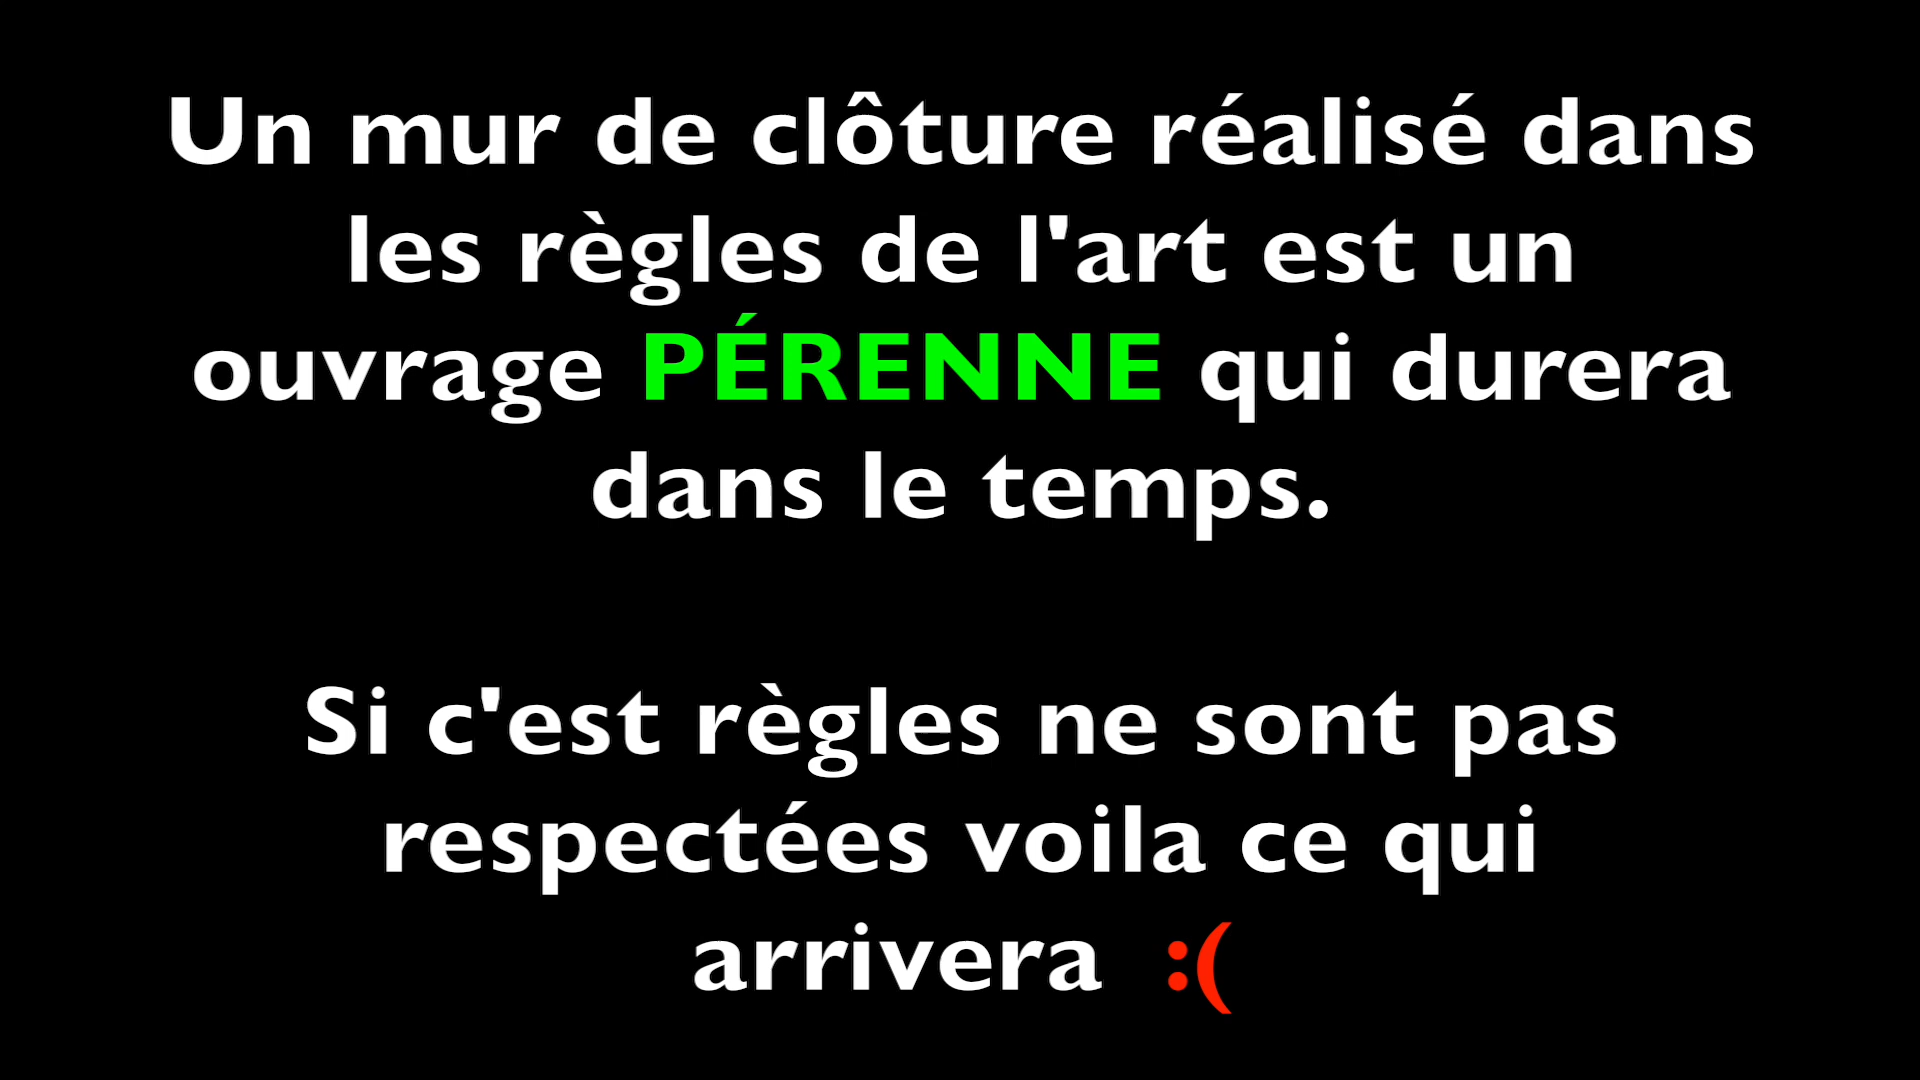 Un mur de clôture réalisé dans
les règles de l'art est un
ouvrage PÉRENNE qui durera
dans le temps.
Si c'est règles ne sont pas
respectées voila ce qui
arrivera :(